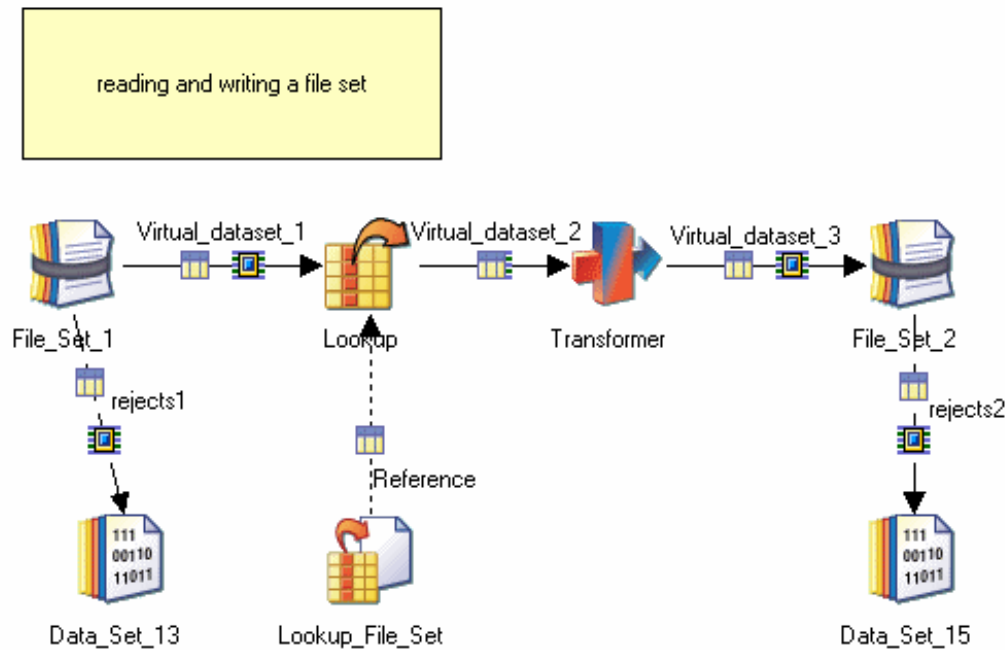 reading and writing a file set
Virtual_dataset_1
Virtual_dataset_2
Virtual_dataset_3
File_Set_1
Lookup
Transformer
File_Set_2
rejects1
rejects2
Reference
111
00110
11011
111
00110
11011
Data_Set_13
Lookup_File_Set
Data_Set_15